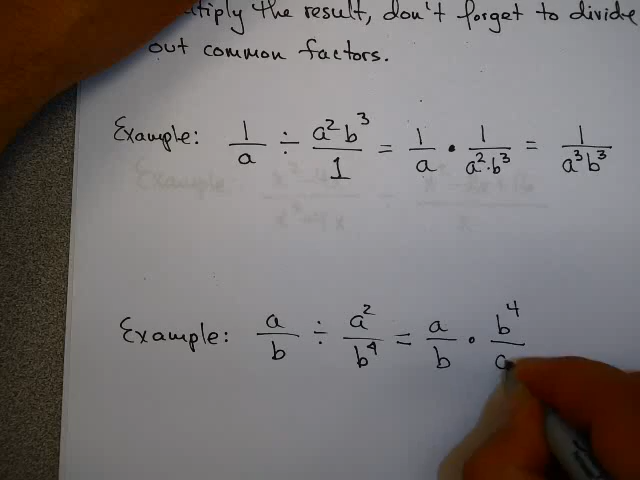 the result, don't forget to divide
out common factors.
Example: 1/a ÷ a²b³/1 = 1/a • 1/a²·b³ = 1/a³b³
Example: a/b ÷ a²/b⁴ = a/b • b⁴/a